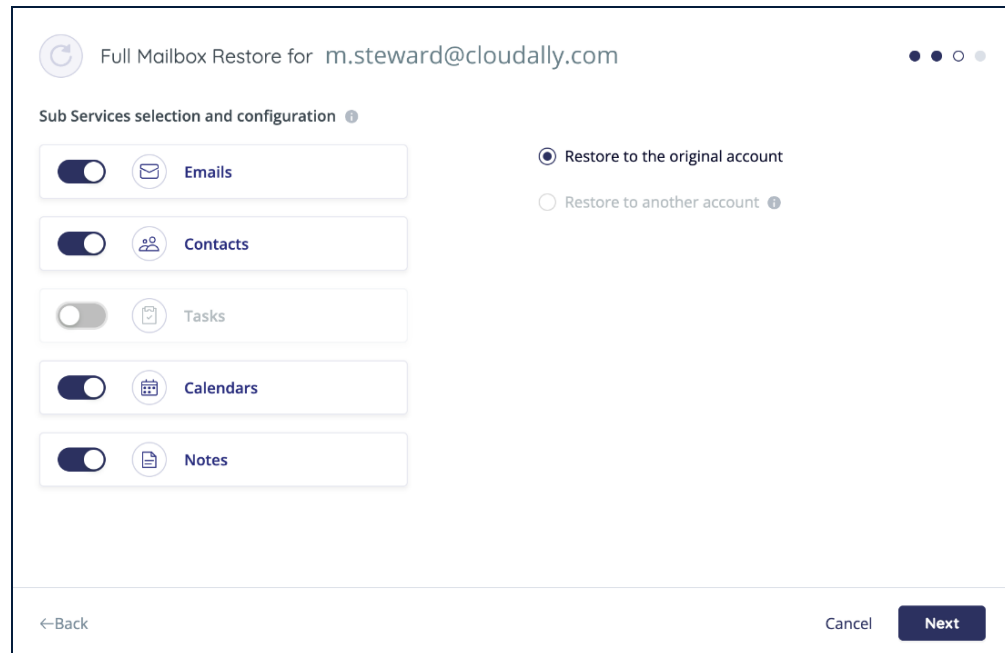 Full Mailbox Restore for m.steward@cloudally.com
Sub Services selection and configuration
Emails
Contacts
Tasks
Calendars
Notes
Restore to the original account
Restore to another account
←Back
Cancel
Next